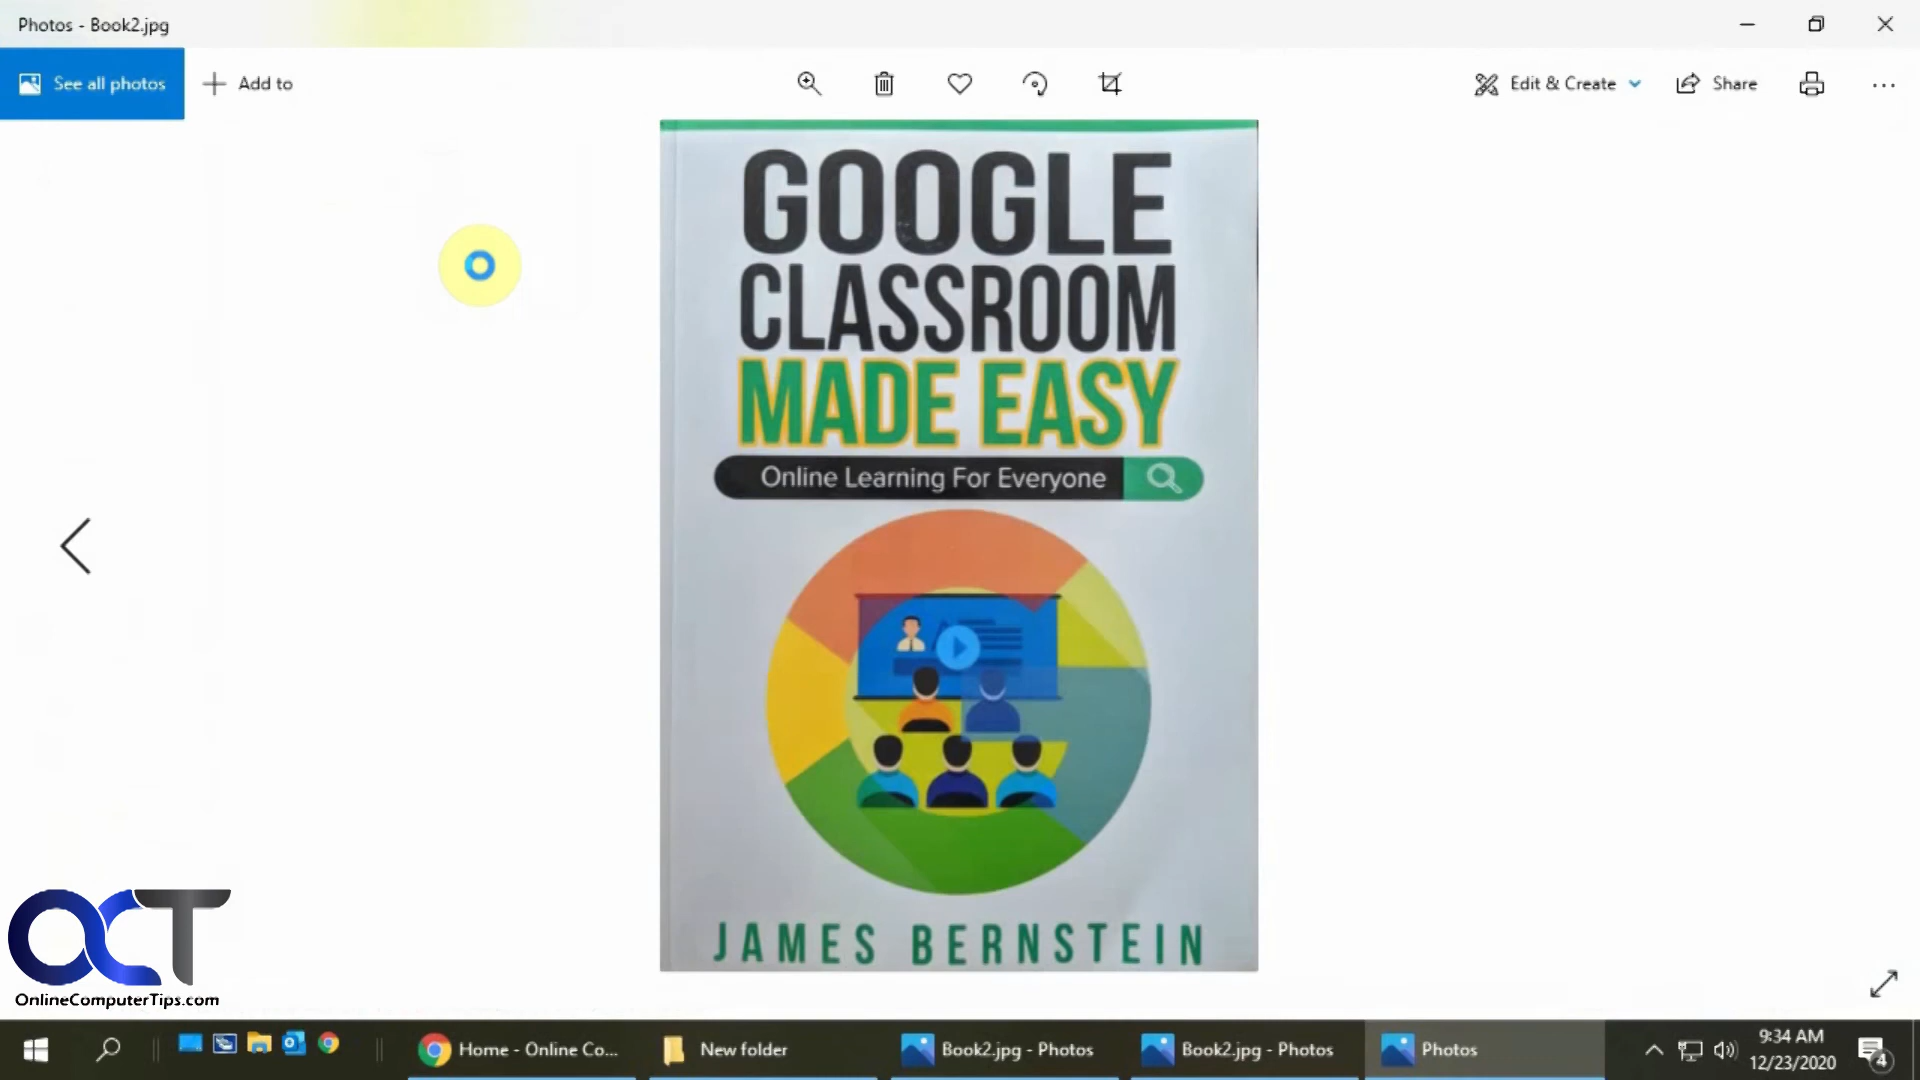 Photos - Book2.jpg
See all photos
Add to
Edit & Create
Share
GOOGLE
CLASSROOM
MADE EASY
Online Learning For Everyone
JAMES BERNSTEIN
OCT
OnlineComputerTips.com
Home - Online Co...
New folder
Book2.jpg - Photos
Book2.jpg - Photos
Photos
9:34 AM
12/23/2020
4